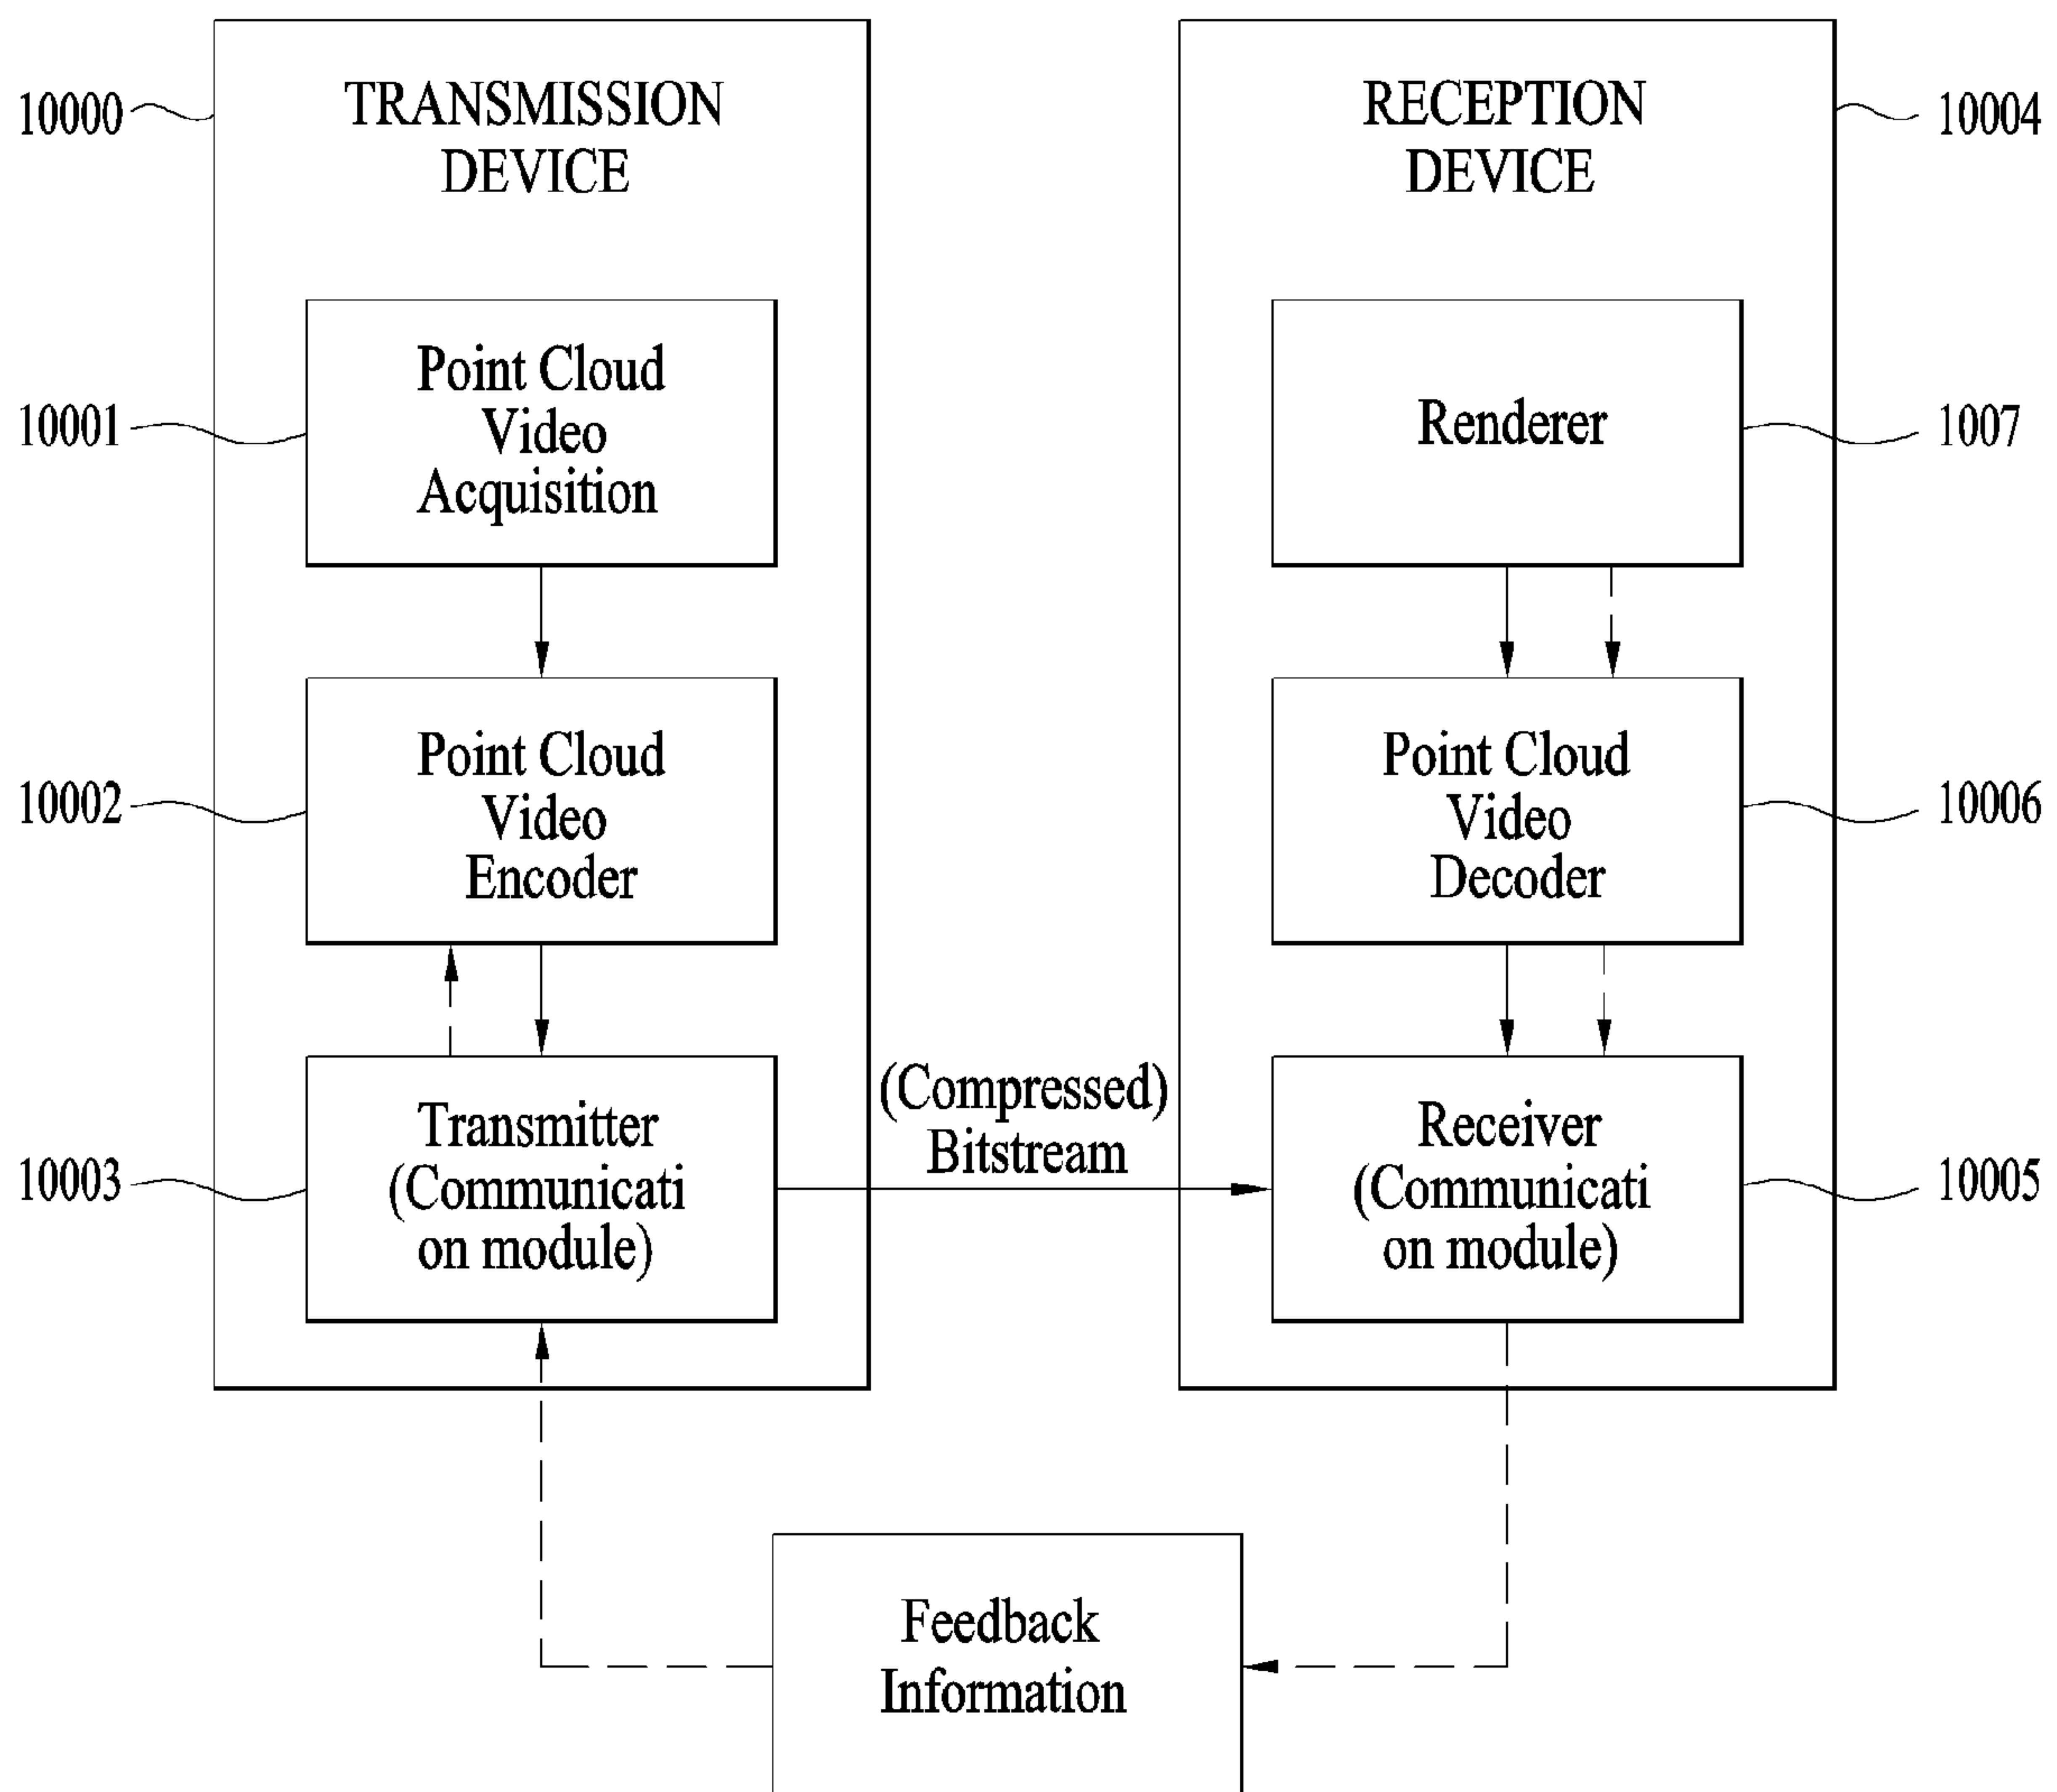 10000
TRANSMISSION
DEVICE
10001
Point Cloud
Video
Acquisition
10002
Point Cloud
Video
Encoder
10003
Transmitter
(Communicati
on module)
(Compressed)
Bitstream
RECEPTION
DEVICE
10004
Renderer
1007
Point Cloud
Video
Decoder
10006
Receiver
(Communicati
on module)
10005
Feedback
Information